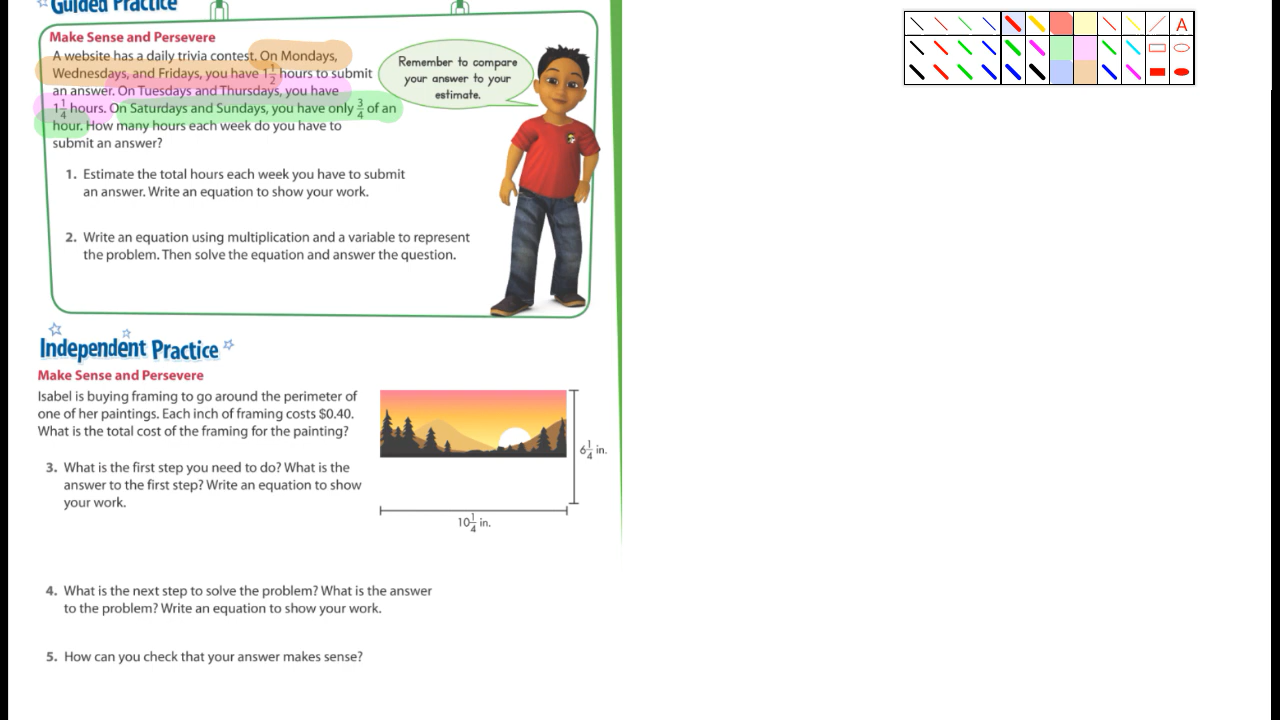 Guided Practice
Make Sense and Persevere
A website has a daily trivia contest. On Mondays,
Wednesdays, and Fridays, you have 1 1/2 hours to submit
an answer. On Tuesdays and Thursdays, you have
1 1/4 hours. On Saturdays and Sundays, you have only 3/4 of an
hour. How many hours each week do you have to
submit an answer?
Remember to compare
your answer to your
estimate.
1. Estimate the total hours each week you have to submit
an answer. Write an equation to show your work.
2. Write an equation using multiplication and a variable to represent
the problem. Then solve the equation and answer the question.
Independent Practice
Make Sense and Persevere
Isabel is buying framing to go around the perimeter of
one of her paintings. Each inch of framing costs $0.40.
What is the total cost of the framing for the painting?
6 1/4 in.
10 1/4 in.
3. What is the first step you need to do? What is the
answer to the first step? Write an equation to show
your work.
4. What is the next step to solve the problem? What is the answer
to the problem? Write an equation to show your work.
5. How can you check that your answer makes sense?
A